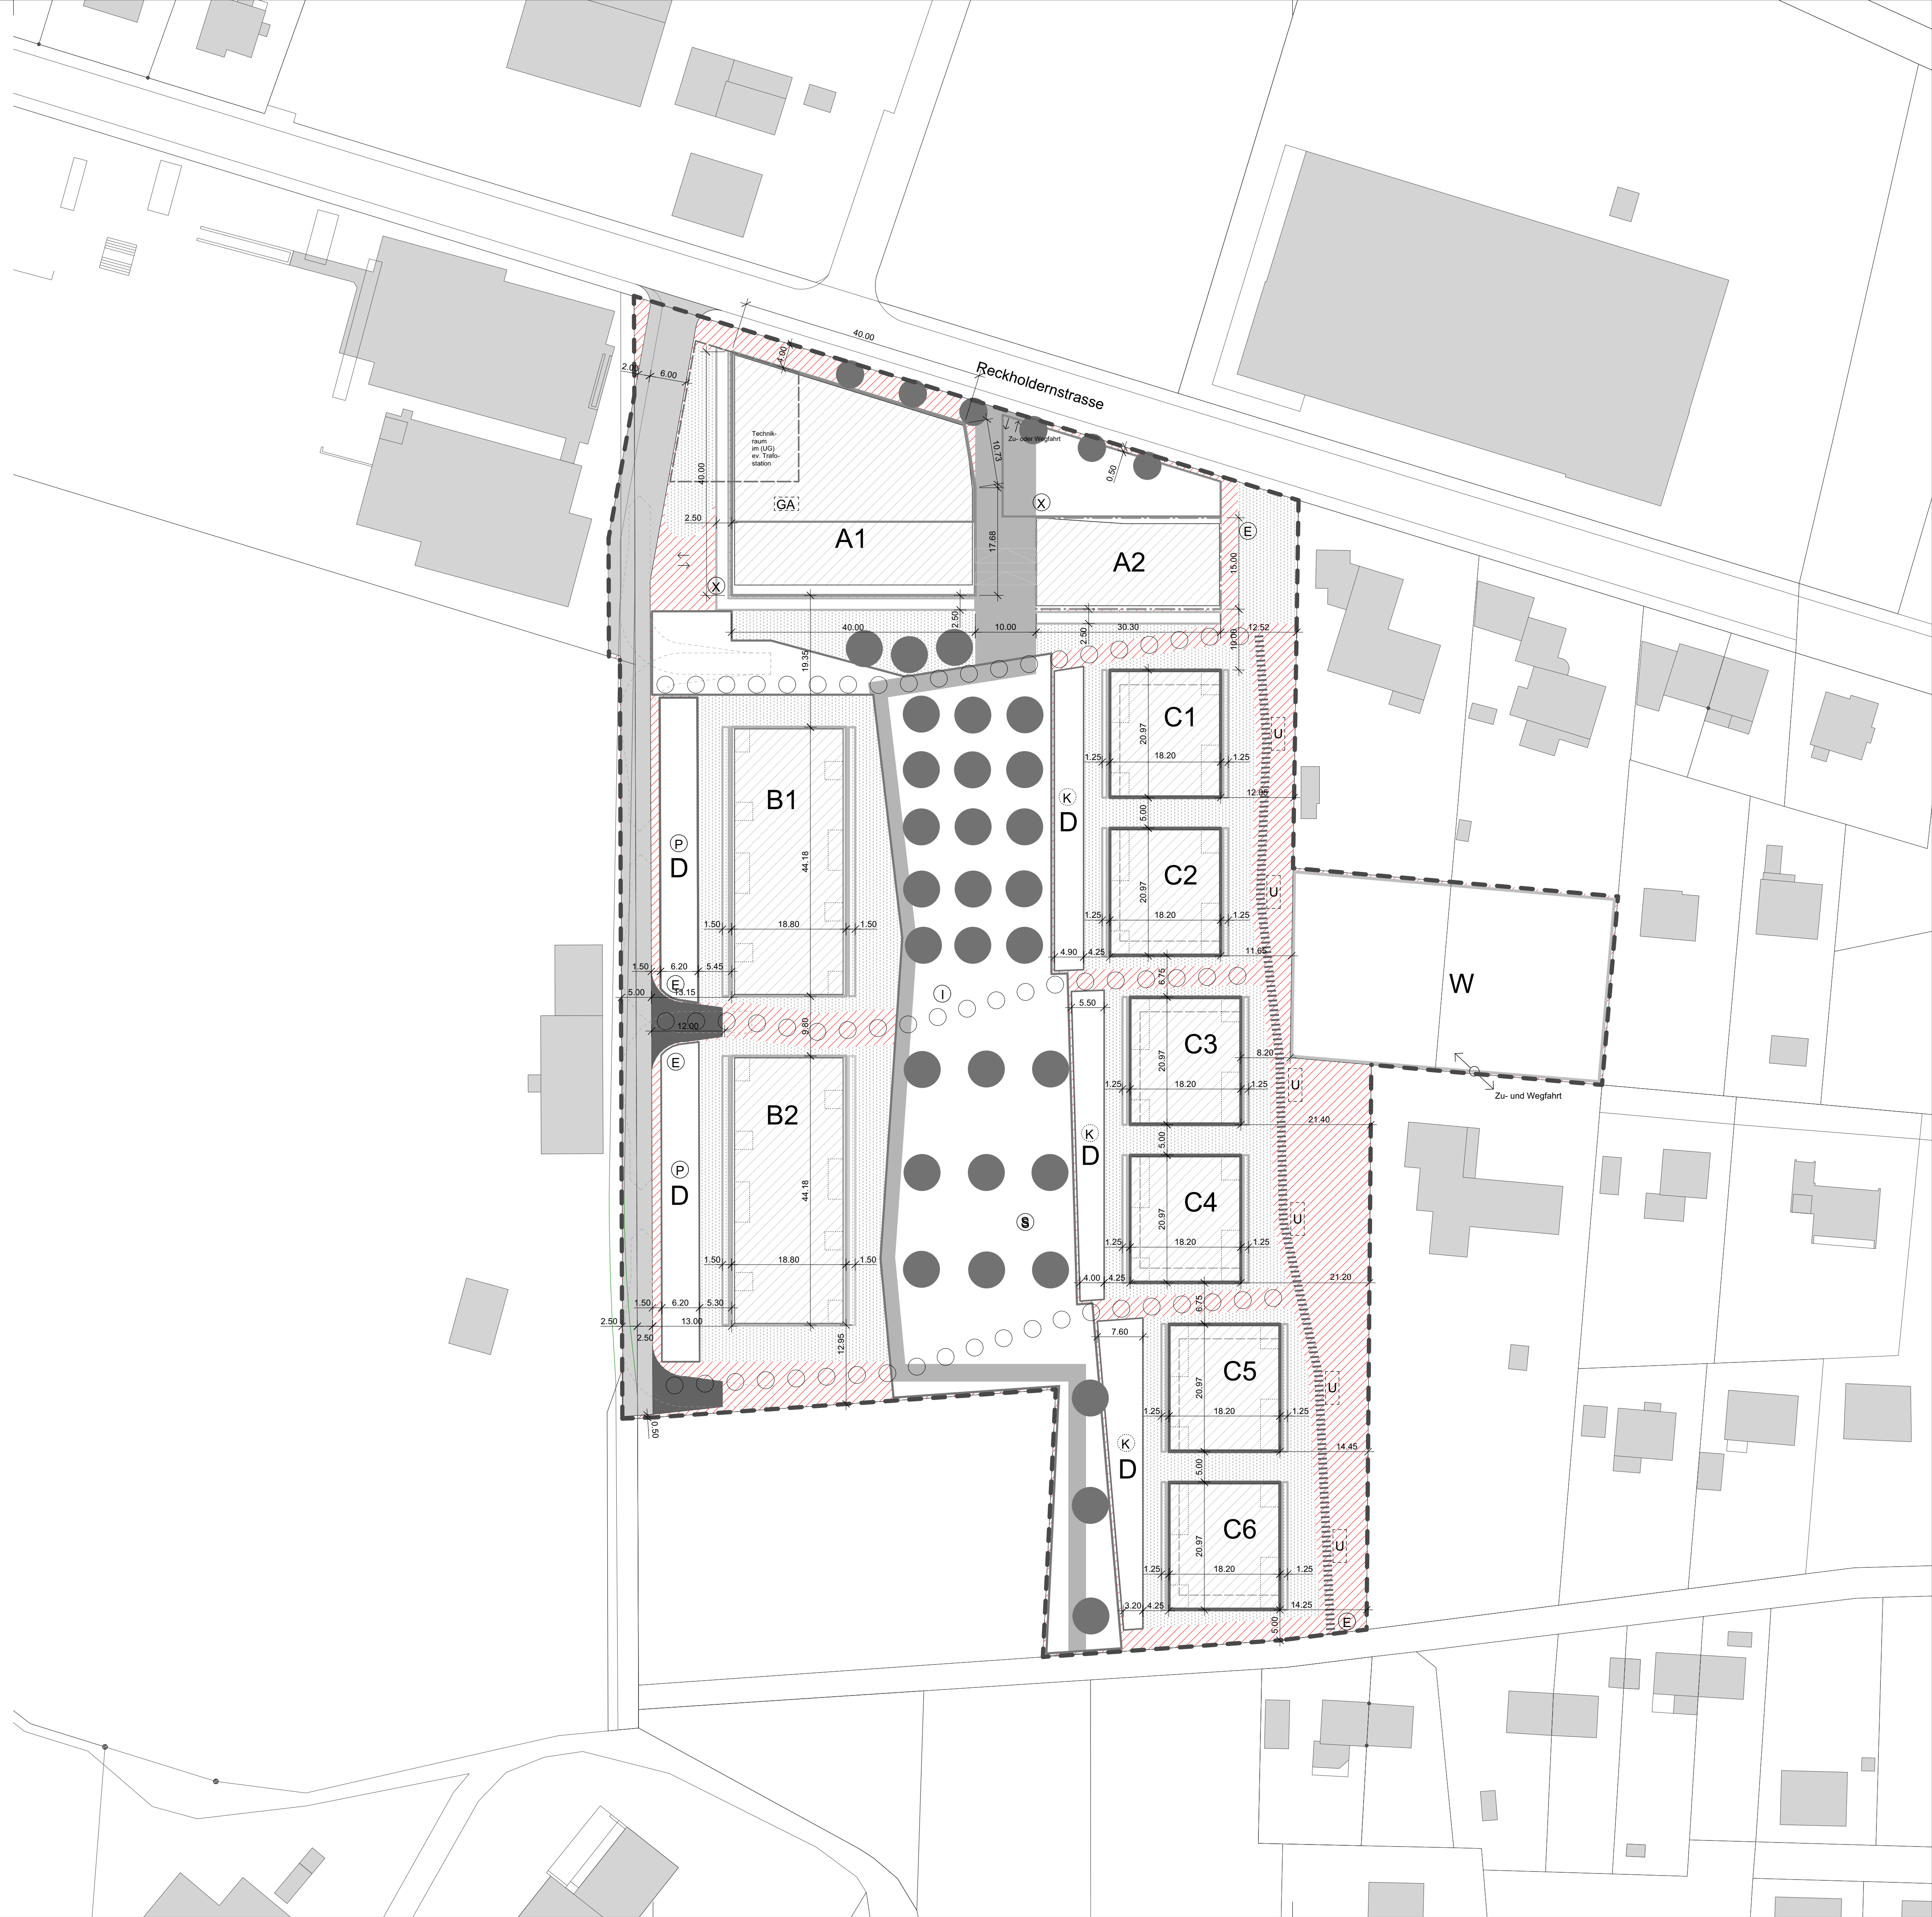 40.00
Reckholdernstrasse
2.00
6.00
4.00
Technik-
raum
im (UG)
ev. Trafo-
station
GA
40.00
2.50
A1
X
10.73
17.68
Zu- oder Wegfahrt
0.50
X
E
A2
15.00
2.50
40.00
10.00
2.50
30.30
10.00
12.52
19.35
C1
20.97
1.25
18.20
1.25
12.05
U
B1
44.18
P
D
K
D
5.00
C2
20.97
1.25
18.20
1.25
U
1.50
18.80
1.50
4.90
4.25
11.65
1.50
6.20
5.45
6.75
W
E
5.00
13.15
I
5.50
12.00
9.80
C3
20.97
8.20
E
1.25
18.20
1.25
U
Zu- und Wegfahrt
B2
21.40
K
D
5.00
P
D
44.18
C4
20.97
S
U
1.25
18.20
1.25
1.50
18.80
1.50
4.00
4.25
21.20
1.50
6.20
5.30
6.75
2.50
2.50
13.00
12.95
7.60
C5
20.97
U
0.50
1.25
18.20
1.25
K
D
14.45
5.00
C6
20.97
U
1.25
18.20
1.25
3.20
4.25
14.25
5.00
E